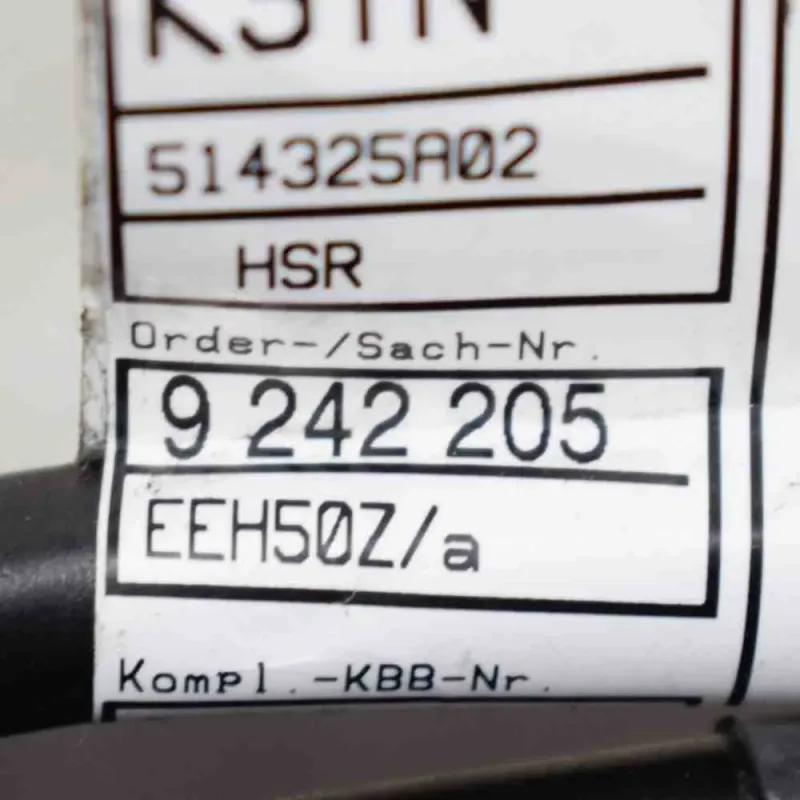 514325A02
HSR
Order-/Sach-Nr.
9 242 205
EEH50Z/a
Kompl.-KBB-Nr.